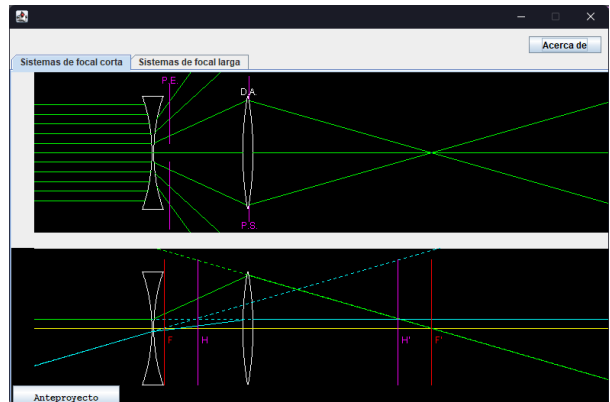 Acerca de
Sistemas de focal corta Sistemas de focal larga
P.E.
D.A.
P.S.
F H H' F'
Anteproyecto